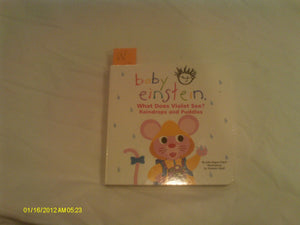 baby
einstein.
What Does Violet See?
Raindrops and Puddles
01/16/2012 AM 05:23